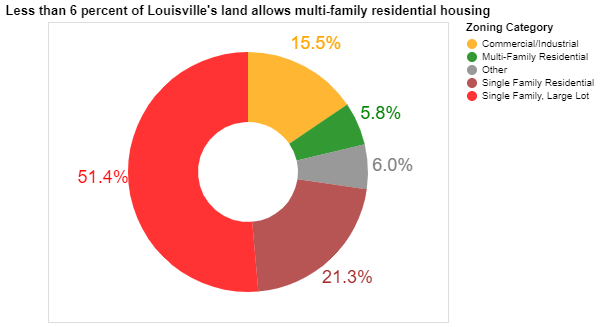 Less than 6 percent of Louisville's land allows multi-family residential housing
Zoning Category
Commercial/Industrial
Multi-Family Residential
Other
Single Family Residential
Single Family, Large Lot
15.5%
5.8%
6.0%
51.4%
21.3%